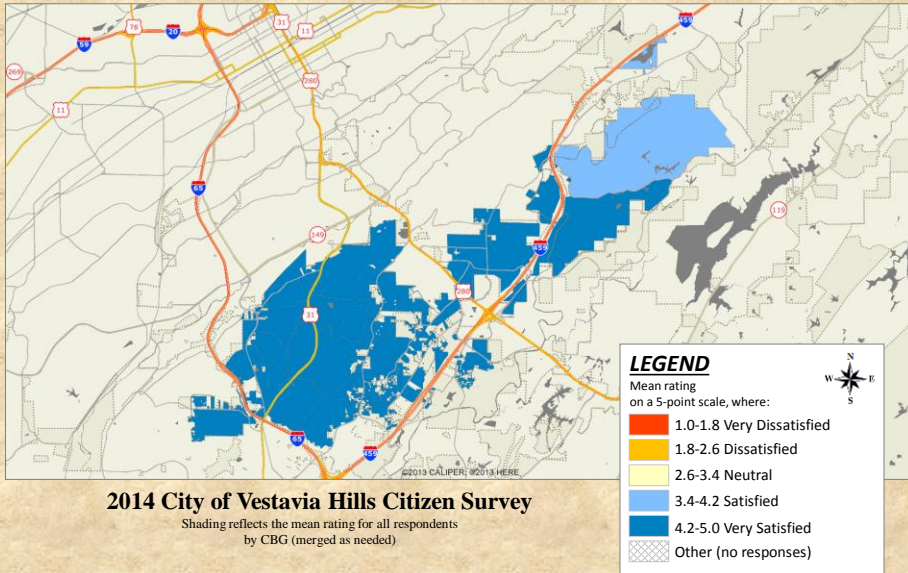 31
459
78
11
59
20
280
269
11
65
119
149
459
280
31
65
459
©2013 CALIPER; ©2013 HERE
LEGEND
Mean rating
on a 5-point scale, where:
1.0-1.8 Very Dissatisfied
1.8-2.6 Dissatisfied
2.6-3.4 Neutral
3.4-4.2 Satisfied
4.2-5.0 Very Satisfied
Other (no responses)
N
W E
S
2014 City of Vestavia Hills Citizen Survey
Shading reflects the mean rating for all respondents
by CBG (merged as needed)